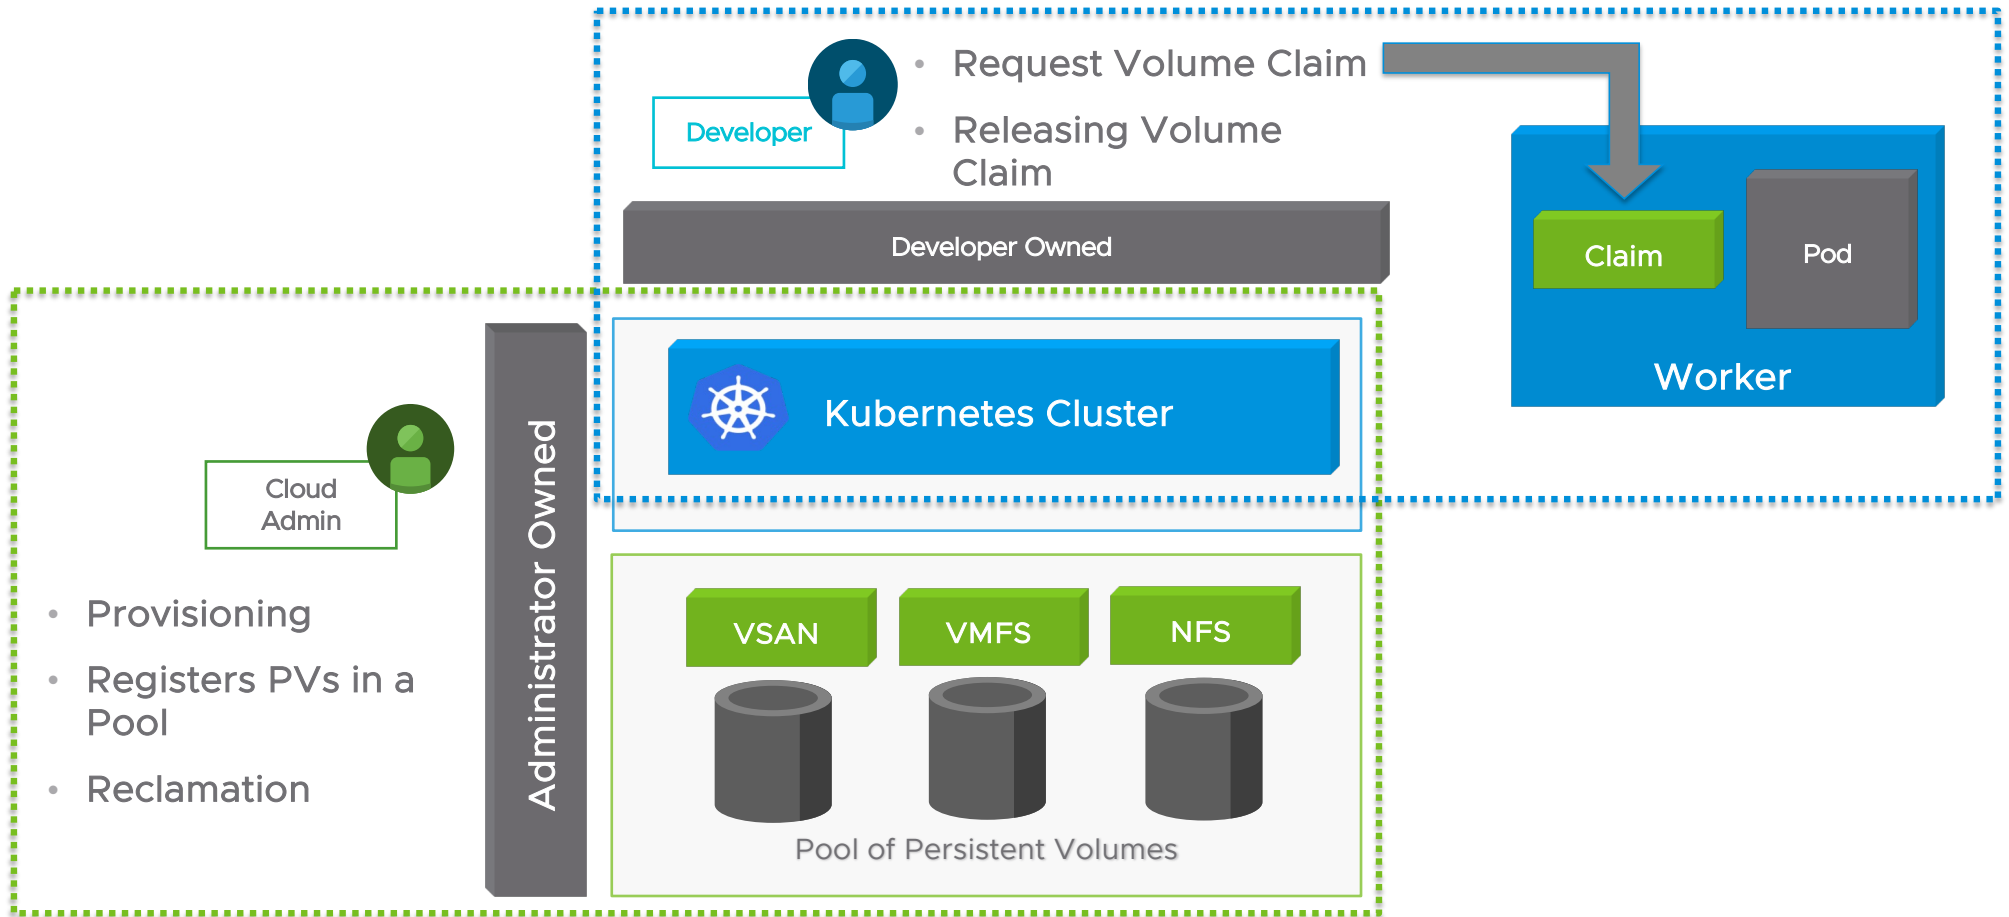 Request Volume Claim
Releasing Volume
Claim
Developer
Developer Owned
Claim
Pod
Worker
Kubernetes Cluster
Cloud
Admin
Administrator Owned
Provisioning
Registers PVs in a
Pool
Reclamation
VSAN
VMFS
NFS
Pool of Persistent Volumes